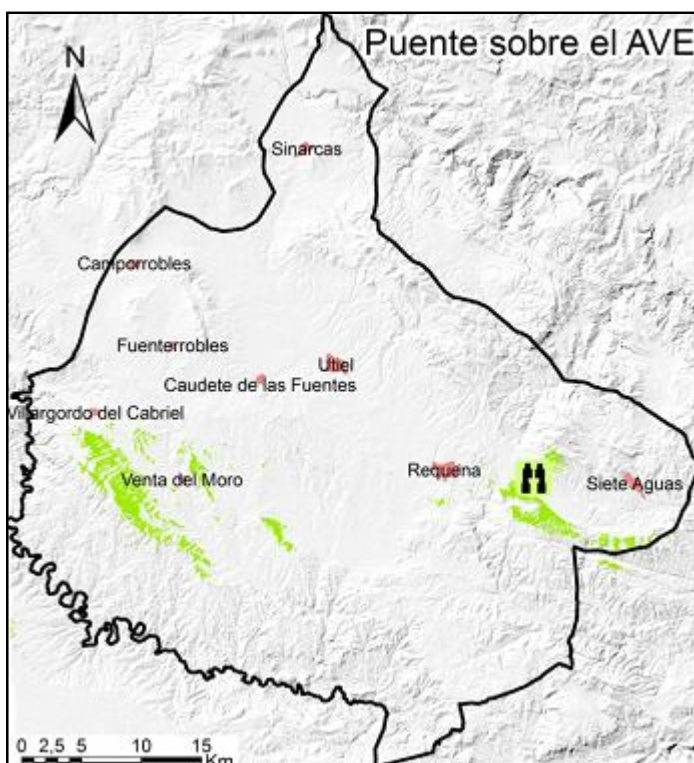 Puente sobre el AVE
N
Sinarcas
Camporrobles
Fuenterrobles
Utiel
Caudete de las Fuentes
Villargordo del Cabriel
Requena
Venta del Moro
Siete Aguas
0 2,5 5 10 15
Km